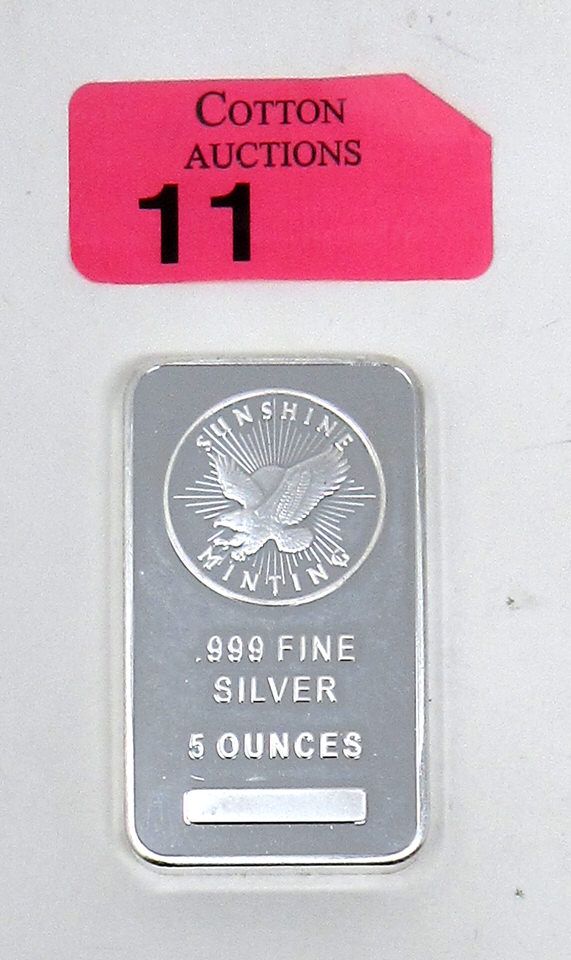 COTTON
AUCTIONS
11
SUNSHINE
MINTING
.999 FINE
SILVER
5 OUNCES